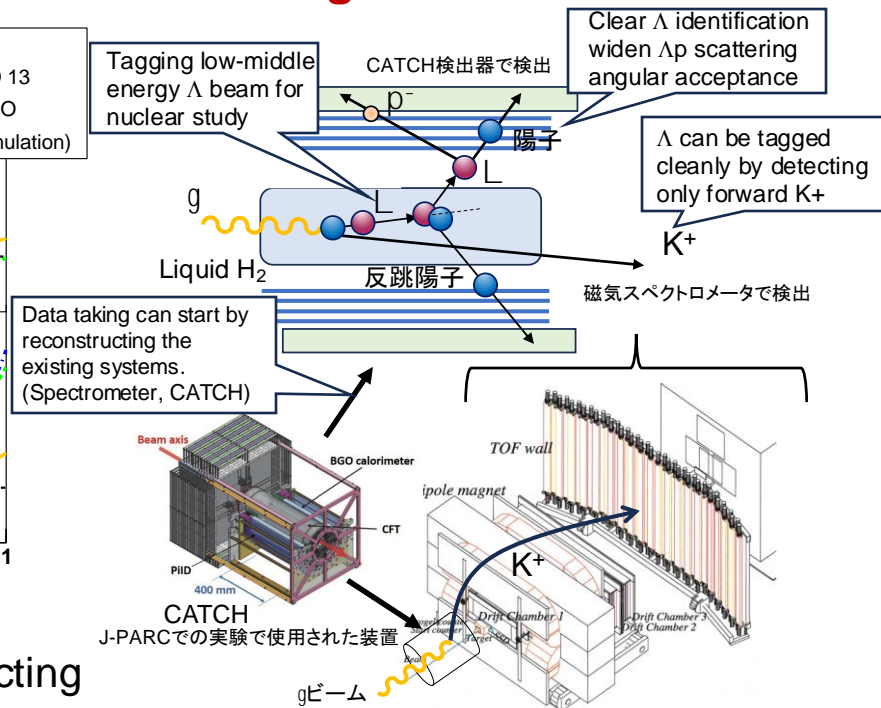 13
O
mulation)
1
cting
Tagging low-middle
energy Λ beam for
nuclear study
CATCH検出器で検出
Clear Λ identification
widen Λp scattering
angular acceptance
p-
陽子
L
Λ can be tagged
cleanly by detecting
only forward K+
g
L
K+
Liquid H2
反跳陽子
磁気スペクトロメータで検出
Data taking can start by
reconstructing the
existing systems.
(Spectrometer, CATCH)
Beam axis
BGO calorimeter
CFT
PiID
400 mm
CATCH
J-PARCでの実験で使用された装置
TOF wall
ipole magnet
K+
Drift Chamber 1
Drift Chamber 3
Drift Chamber 2
Start counter
Target
gビーム